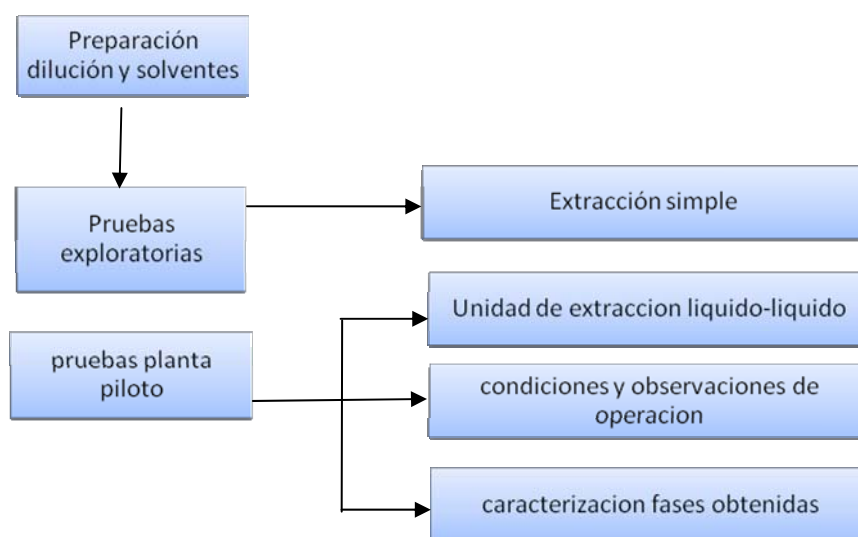 Preparación
dilución y solventes
Pruebas
exploratorias
Extracción simple
pruebas planta
piloto
Unidad de extraccion liquido-liquido
condiciones y observaciones de
operacion
caracterizacion fases obtenidas